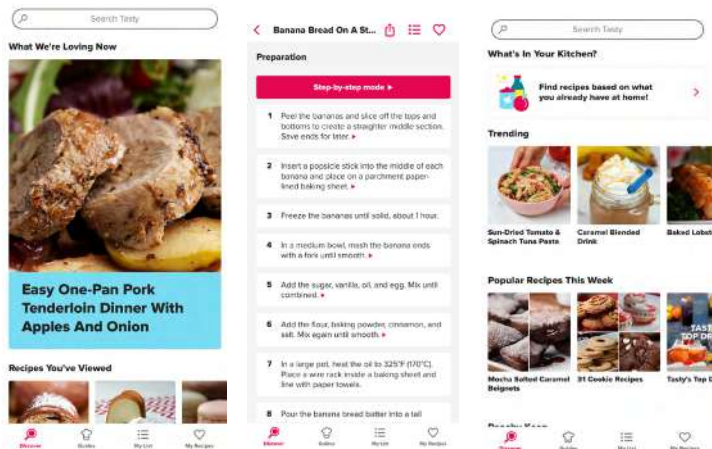 Search Tasty
What We're Loving Now
Easy One-Pan Pork
Tenderloin Dinner With
Apples And Onion
Recipes You've Viewed
Discover
Guides
My List
My Recipes
Banana Bread On A St...
Preparation
Step-by-step mode
1 Peel the bananas and slice off the tops and
bottoms to create a straighter middle section.
Save ends for later.
2 Insert a popsicle stick into the middle of each
banana and place on a parchment paper-
lined baking sheet.
3 Freeze the bananas until solid, about 1 hour.
4 In a medium bowl, mash the banana ends
with a fork until smooth.
5 Add the sugar, vanilla, oil, and egg. Mix until
combined.
6 Add the flour, baking powder, cinnamon, and
salt. Mix again until smooth.
7 In a large pot, heat the oil to 325°F (170°C).
Place a wire rack inside a baking sheet and
line with paper towels.
8 Pour the banana bread batter into a tall
Discover
Guides
My List
My Recipes
Search Tasty
What's In Your Kitchen?
Find recipes based on what
you already have at home!
Trending
Sun-Dried Tomato &
Spinach Tuna Pasta
Caramel Blended
Drink
Baked Lobst
Popular Recipes This Week
TAST
TOP DR
Mocha Salted Caramel
Beignets
31 Cookie Recipes
Tasty's Top D
Discover
Guides
My List
My Recipes